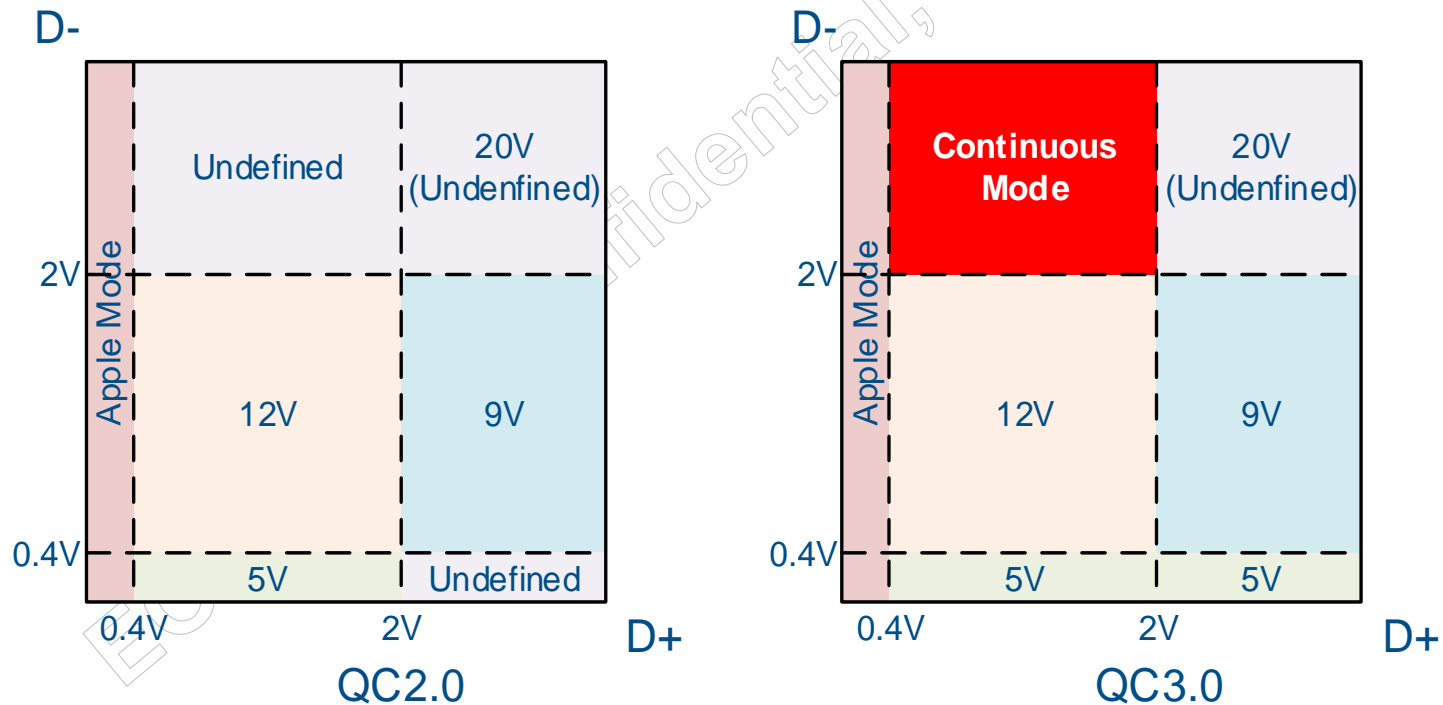 D-
Undefined
20V
(Undenfined)
2V
Apple Mode
12V
9V
0.4V
5V
Undefined
0.4V
2V
D+
QC2.0
D-
Continuous
Mode
20V
(Undenfined)
2V
Apple Mode
12V
9V
0.4V
5V
5V
0.4V
2V
D+
QC3.0